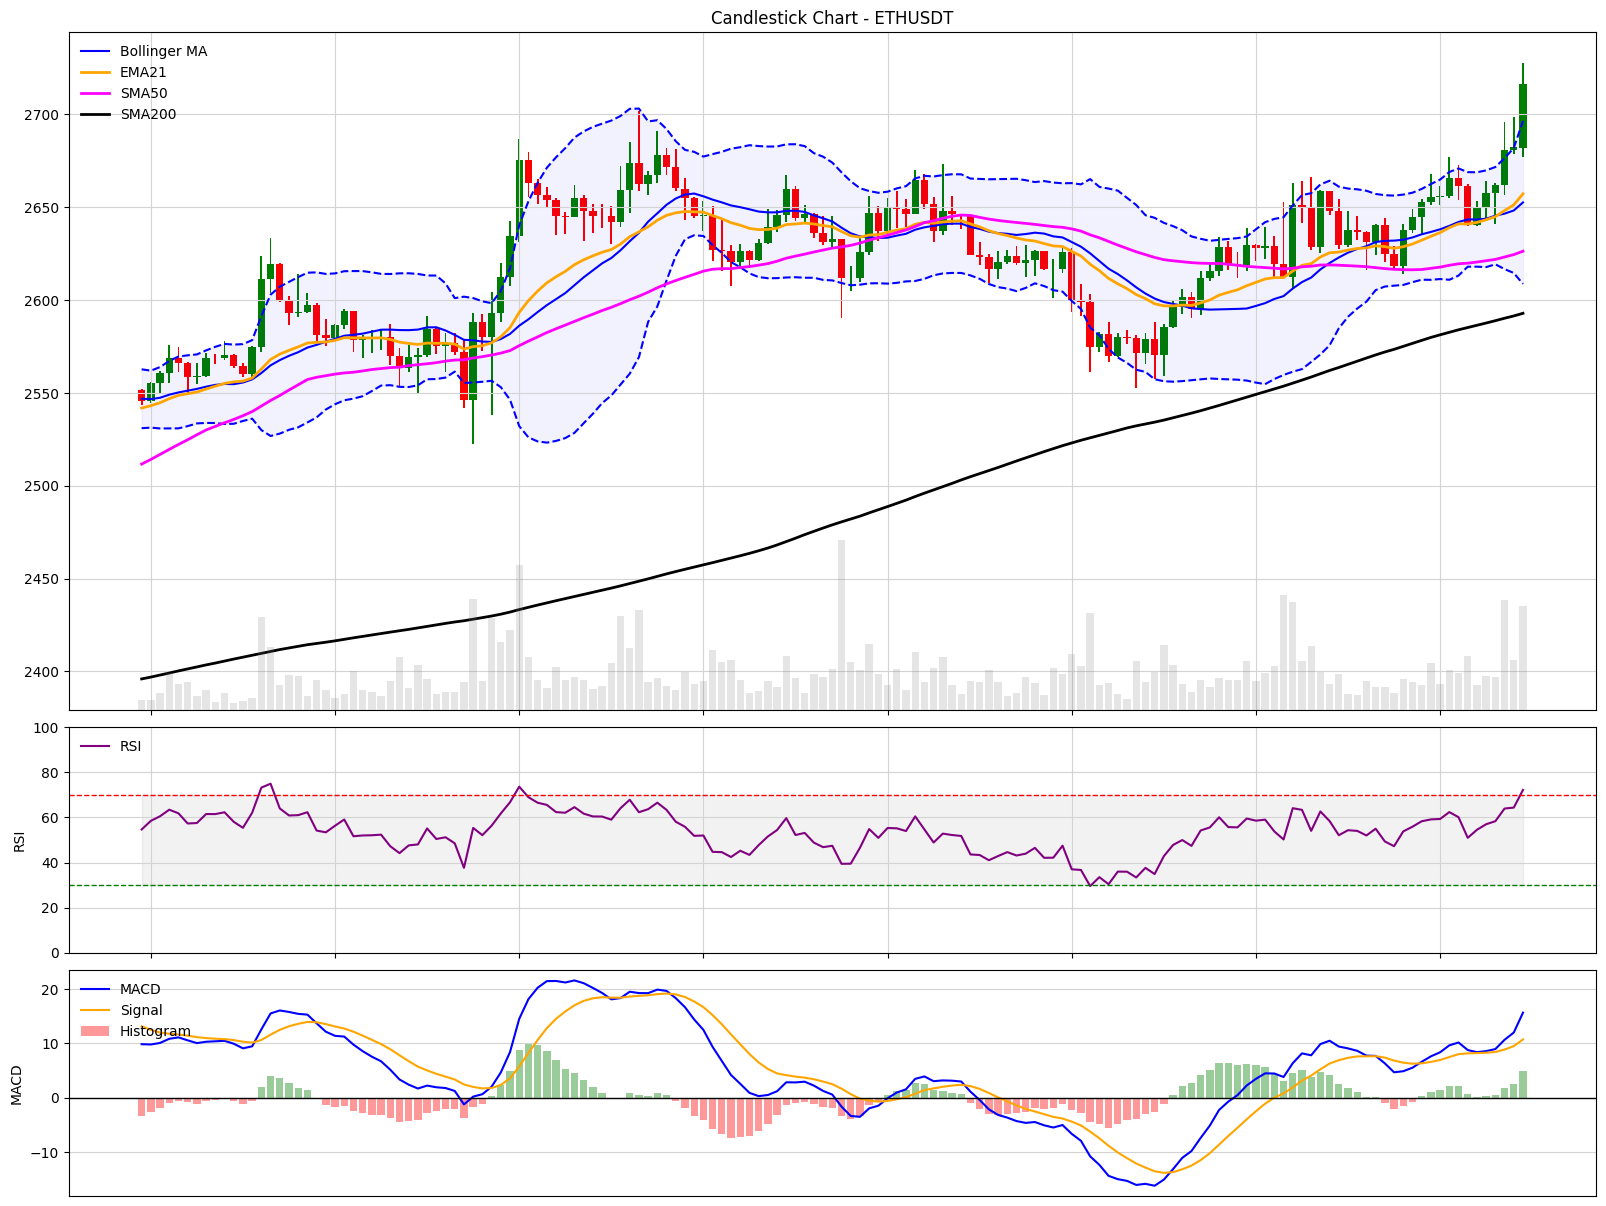 Candlestick Chart - ETHUSDT
Bollinger MA
EMA21
SMA50
SMA200
2700
2650
2600
2550
2500
2450
2400
RSI
100
80
60
40
20
0
RSI
MACD
Signal
Histogram
20
10
0
−10
MACD